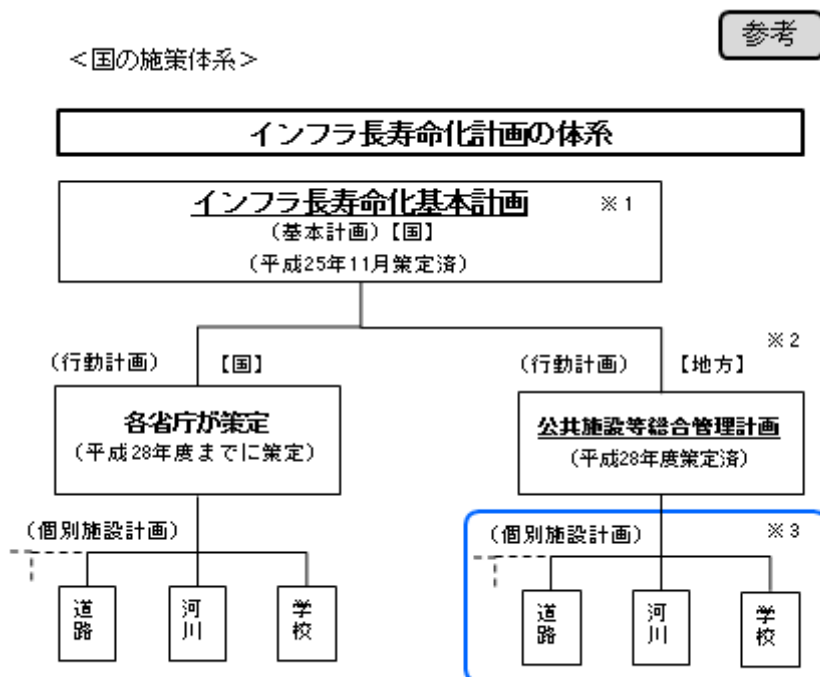 参考
＜国の施策体系＞
インフラ長寿命化計画の体系
インフラ長寿命化基本計画 ※1
(基本計画)【国】
(平成25年11月策定済)
※2
(行動計画) 【国】
(行動計画) 【地方】
各省庁が策定
(平成28年度までに策定)
公共施設等総合管理計画
(平成28年度策定済)
(個別施設計画)
道路
河川
学校
(個別施設計画) ※3
道路
河川
学校